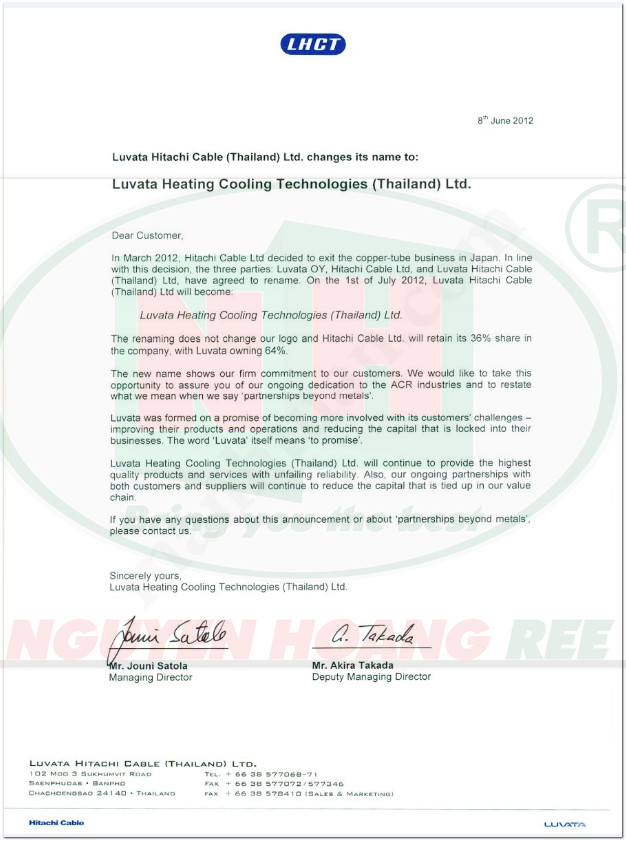 LHCT
8th June 2012
Luvata Hitachi Cable (Thailand) Ltd. changes its name to:
Luvata Heating Cooling Technologies (Thailand) Ltd.
R
Dear Customer,
In March 2012, Hitachi Cable Ltd decided to exit the copper-tube business in Japan. In line
with this decision, the three parties: Luvata OY, Hitachi Cable Ltd, and Luvata Hitachi Cable
(Thailand) Ltd, have agreed to rename. On the 1st of July 2012, Luvata Hitachi Cable
(Thailand) Ltd will become:
Luvata Heating Cooling Technologies (Thailand) Ltd.
The renaming does not change our logo and Hitachi Cable Ltd. will retain its 36% share in
the company, with Luvata owning 64%.
The new name shows our firm commitment to our customers. We would like to take this
opportunity to assure you of our ongoing dedication to the ACR industries and to restate
what we mean when we say 'partnerships beyond metals'.
Luvata was formed on a promise of becoming more involved with its customers' challenges –
improving their products and operations and reducing the capital that is locked into their
businesses. The word 'Luvata' itself means 'to promise'.
Luvata Heating Cooling Technologies (Thailand) Ltd. will continue to provide the highest
quality products and services with unfailing reliability. Also, our ongoing partnerships with
both customers and suppliers will continue to reduce the capital that is tied up in our value
chain.
Bring you the best
If you have any questions about this announcement or about 'partnerships beyond metals',
please contact us.
Sincerely yours,
Luvata Heating Cooling Technologies (Thailand) Ltd.
Jouni Satola
A. Takada
NGUYEN HOANG REE
Mr. Jouni Satola
Managing Director
Mr. Akira Takada
Deputy Managing Director
LUVATA HITACHI CABLE (THAILAND) LTD.
102 MOO 3 SUKHUMVIT ROAD TEL. + 66 38 577068-71
SAENPHUDAS • BANPHO FAX + 66 38 577072/577346
CHACHOENGSAO 24140 • THAILAND FAX + 66 38 578410 (SALES & MARKETING)
Hitachi Cable
LUVATA